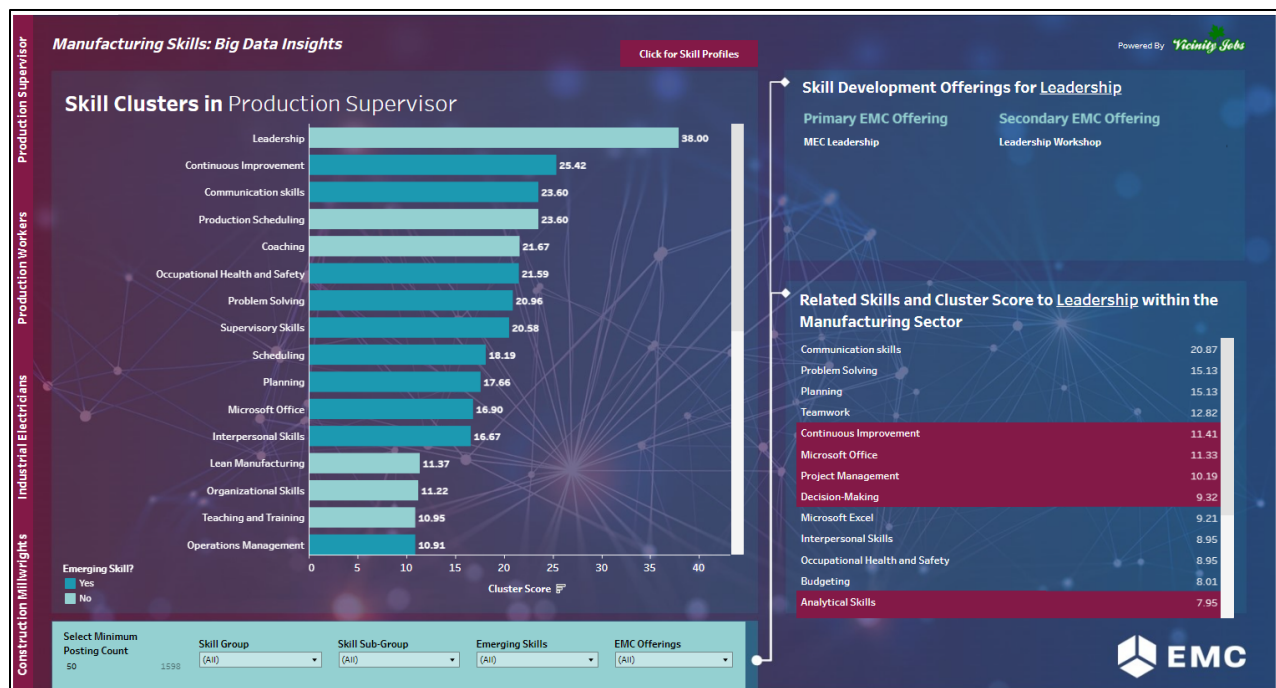 Manufacturing Skills: Big Data Insights
Click for Skill Profiles
Powered By Vicinity Jobs
Production Supervisor
Production Workers
Industrial Electricians
Construction Millwrights
Skill Clusters in Production Supervisor
Leadership 38.00
Continuous Improvement 25.42
Communication skills 23.60
Production Scheduling 23.60
Coaching 21.67
Occupational Health and Safety 21.59
Problem Solving 20.96
Supervisory Skills 20.58
Scheduling 18.19
Planning 17.66
Microsoft Office 16.90
Interpersonal Skills 16.67
Lean Manufacturing 11.37
Organizational Skills 11.22
Teaching and Training 10.95
Operations Management 10.91
0 5 10 15 20 25 30 35 40
Cluster Score
Emerging Skill?
Yes
No
Skill Development Offerings for Leadership
Primary EMC Offering Secondary EMC Offering
MEC Leadership Leadership Workshop
Related Skills and Cluster Score to Leadership within the
Manufacturing Sector
Communication skills 20.87
Problem Solving 15.13
Planning 15.13
Teamwork 12.82
Continuous Improvement 11.41
Microsoft Office 11.33
Project Management 10.19
Decision-Making 9.32
Microsoft Excel 9.21
Interpersonal Skills 8.95
Occupational Health and Safety 8.95
Budgeting 8.01
Analytical Skills 7.95
Select Minimum
Posting Count
50 1598
Skill Group
(All)
Skill Sub-Group
(All)
Emerging Skills
(All)
EMC Offerings
(All)
EMC